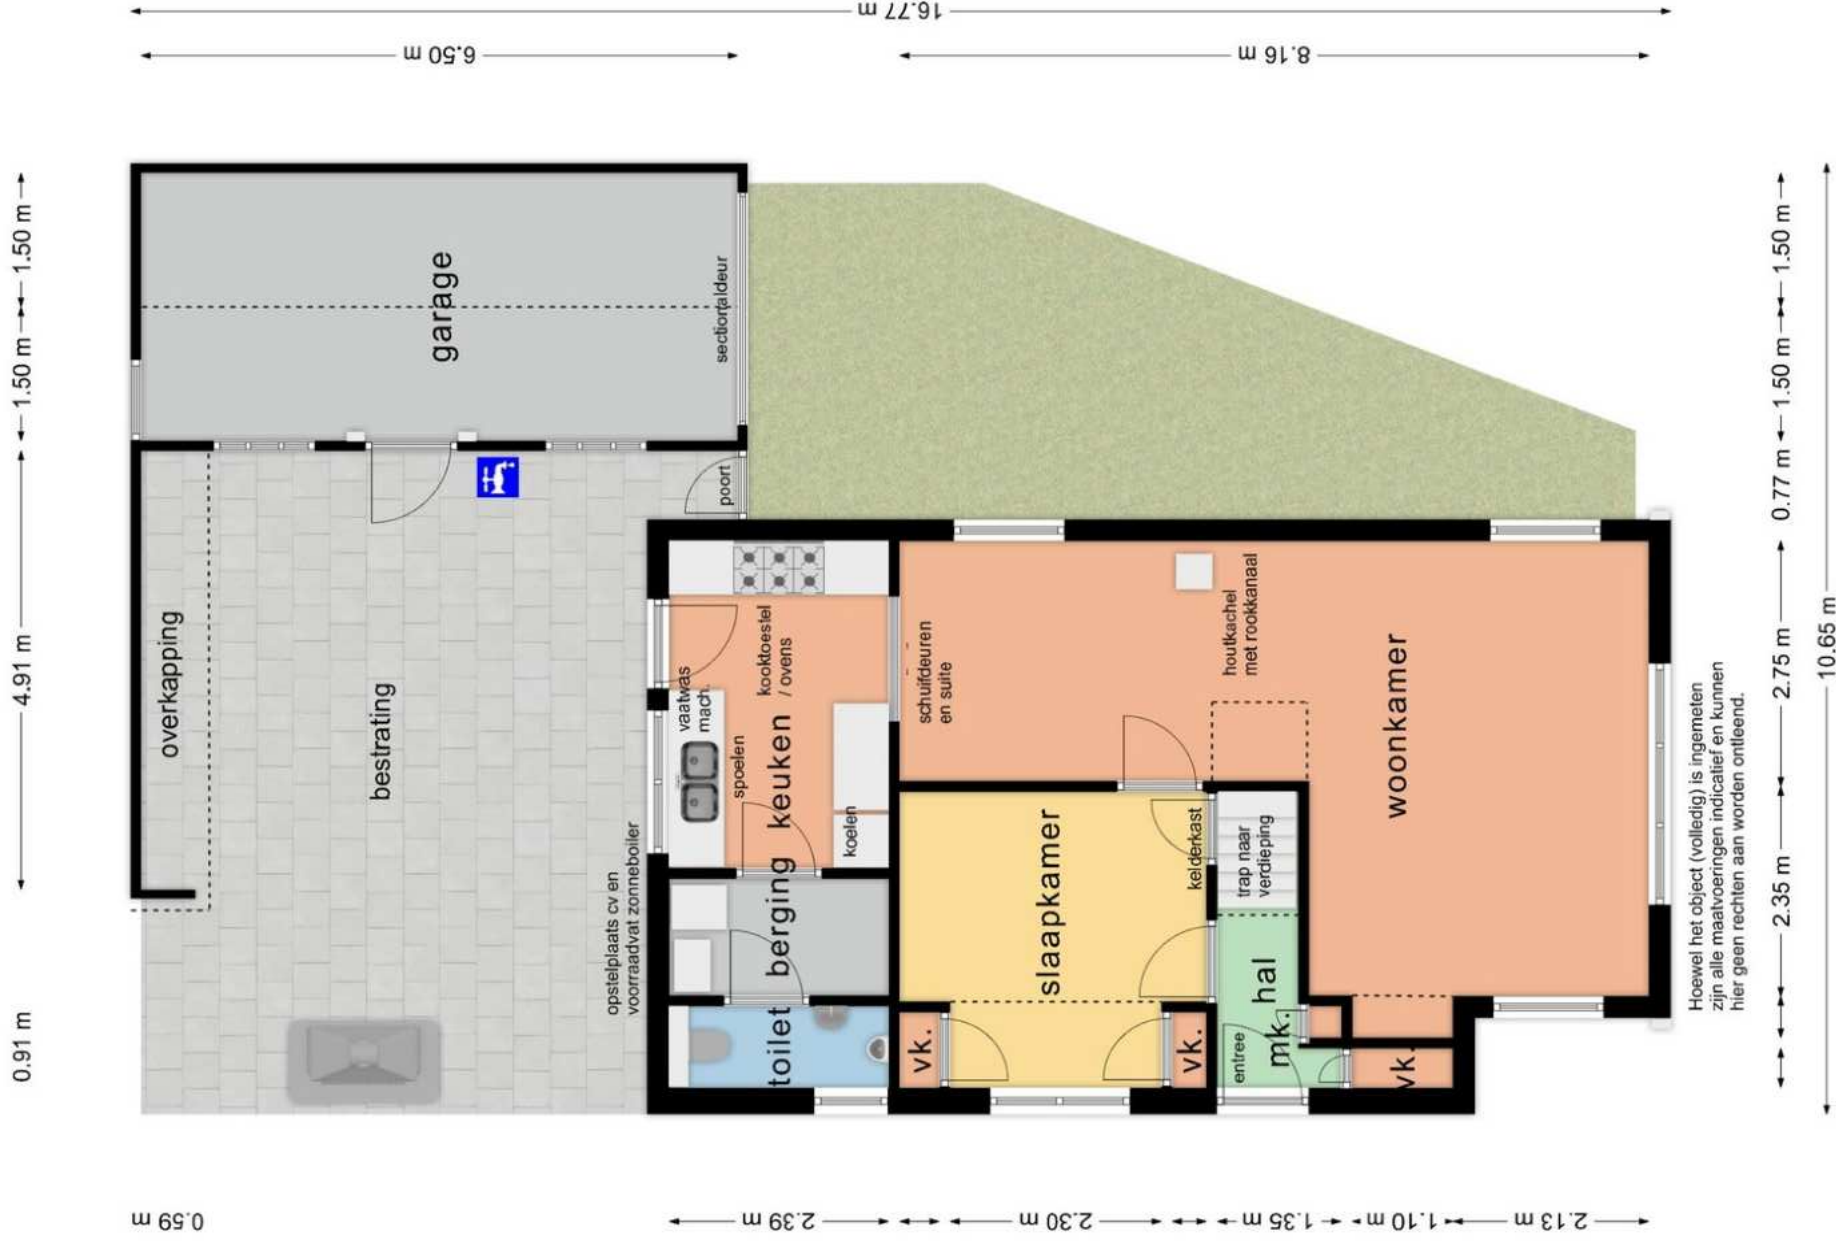 16.77 m
6.50 m
8.16 m
1.50 m
1.50 m
4.91 m
0.91 m
garage
sectionaldeur
poort
overkapping
bestrating
opstelplaats cv en
voorraadvat zonneboiler
vaatwas
mach.
spoelen
kooktoestel
/ ovens
keuken
koelen
berging
toilet
schuifdeuren
en suite
houtkachel
met rookkanaal
woonkamer
slaapkamer
kelderkast
trap naar
verdieping
hal
entree
mk.
vk.
vk.
vk.
1.50 m
1.50 m
0.77 m
2.75 m
2.35 m
10.65 m
Hoewel het object (volledig) is ingemeten
zijn alle maatvoeringen indicatief en kunnen
hier geen rechten aan worden ontleend.
0.59 m
2.39 m
2.30 m
1.35 m
1.10 m
2.13 m